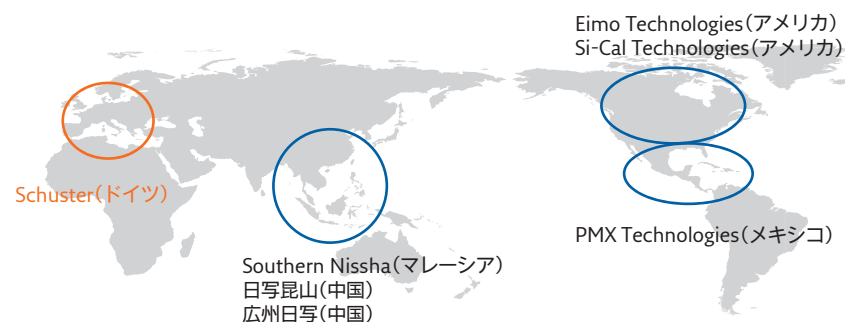 Eimo Technologies(アメリカ)
Si-Cal Technologies(アメリカ)
Schuster(ドイツ)
PMX Technologies(メキシコ)
Southern Nissha(マレーシア)
日写昆山(中国)
広州日写(中国)